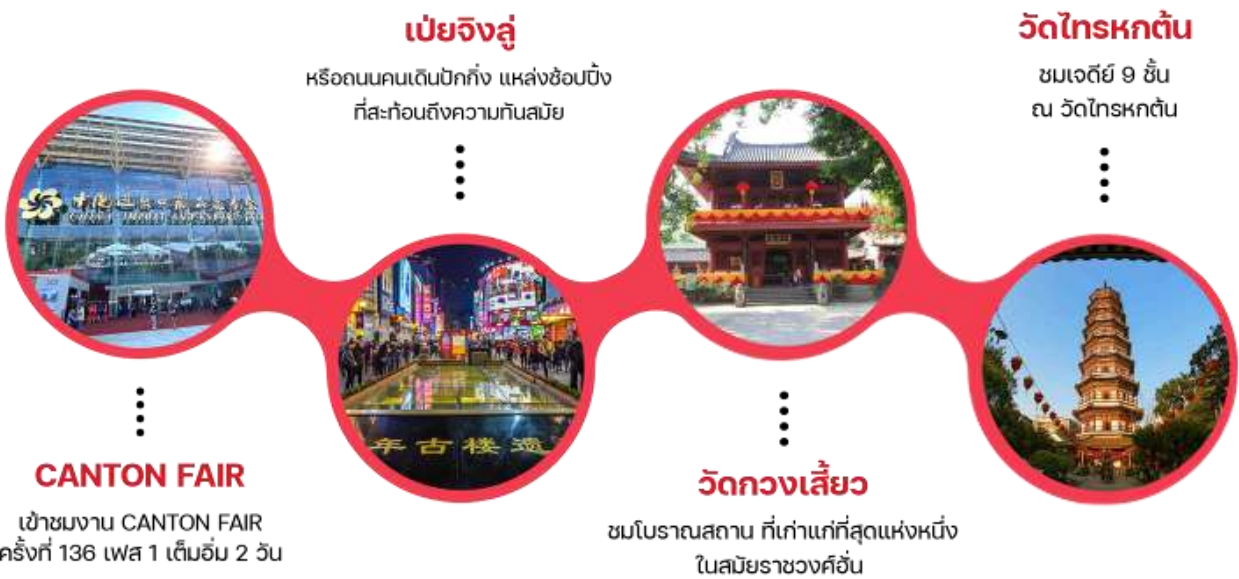 เป่ยจิงลู่
หรือถนนคนเดินปักกิ่ง แหล่งช้อปปิ้ง
ที่สะท้อนถึงความทันสมัย
วัดไทรหกต้น
ชมเจดีย์ 9 ชั้น
ณ วัดไทรหกต้น
年古楼遗
CANTON FAIR
เข้าชมงาน CANTON FAIR
ครั้งที่ 136 เฟส 1 เต็มอิ่ม 2 วัน
วัดกวงเสี้ยว
ชมโบราณสถาน ที่เก่าแก่ที่สุดแห่งหนึ่ง
ในสมัยราชวงศ์ฮั่น